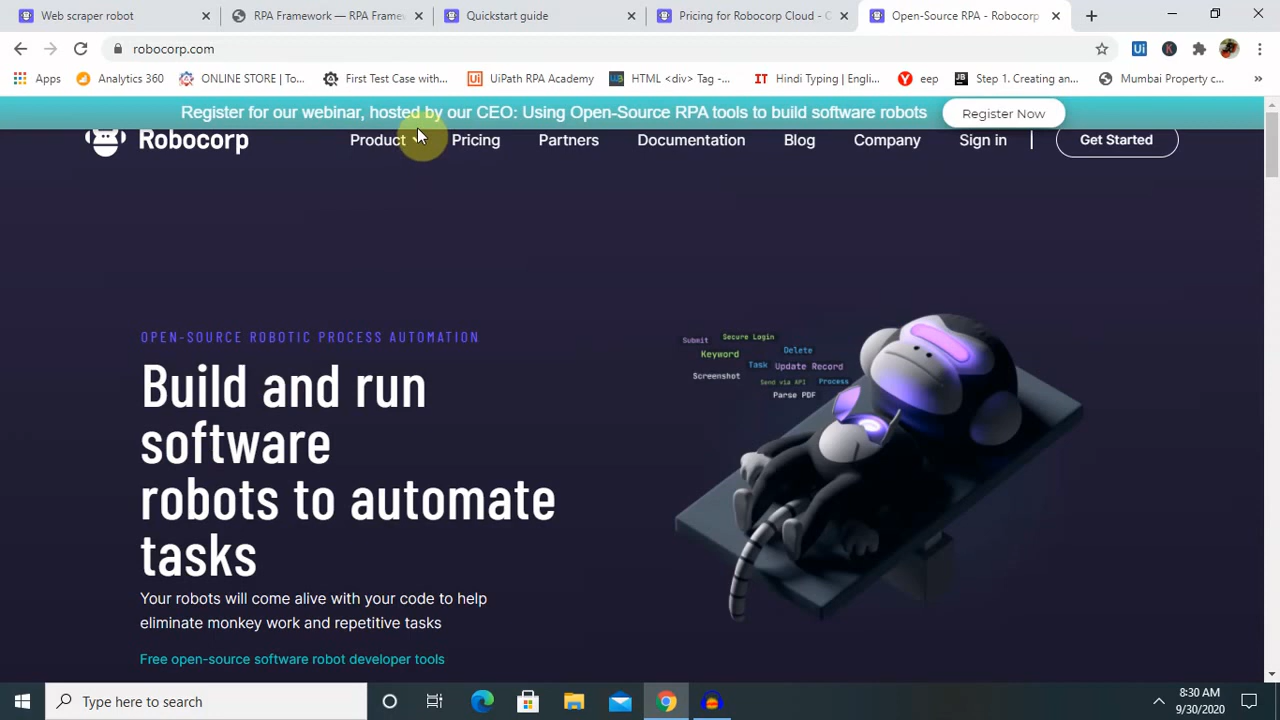 Web scraper robot
RPA Framework — RPA Frame
Quickstart guide
Pricing for Robocorp Cloud - C
Open-Source RPA - Robocorp
robocorp.com
Ui
K
Apps
Analytics 360
ONLINE STORE | To...
First Test Case with...
Ui
UiPath RPA Academy
HTML <div> Tag -...
IT
Hindi Typing | Engli...
Y
eep
JB
Step 1. Creating an...
Mumbai Property c...
»
Register for our webinar, hosted by our CEO: Using Open-Source RPA tools to build software robots
Register Now
Robocorp
Product
Pricing
Partners
Documentation
Blog
Company
Sign in
Get Started
OPEN-SOURCE ROBOTIC PROCESS AUTOMATION
Build and run
software
robots to automate
tasks
Your robots will come alive with your code to help
eliminate monkey work and repetitive tasks
Free open-source software robot developer tools
Submit
Secure Login
Keyword
Delete
Task
Update Record
Screenshot
Send via API
Process
Parse PDF
Type here to search
8:30 AM
9/30/2020